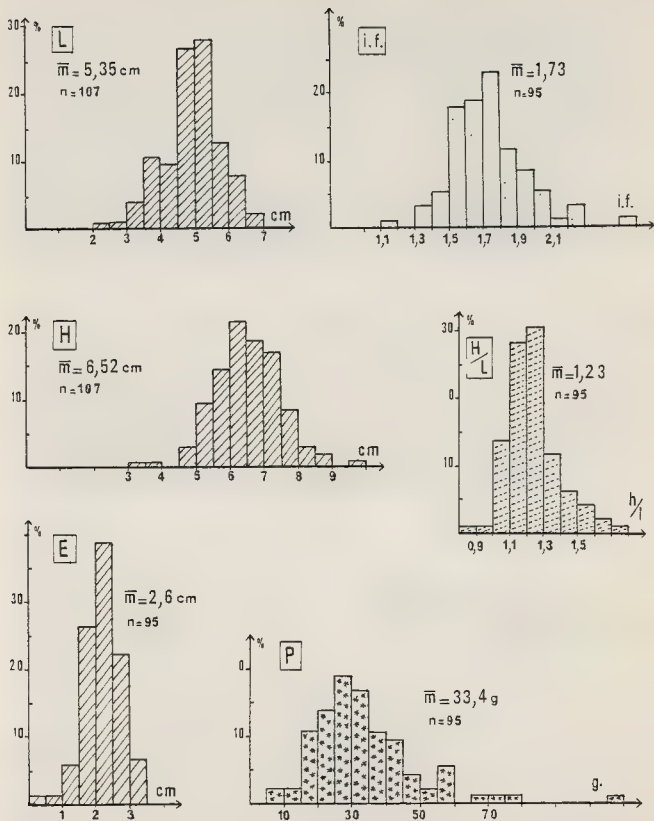 30 %
L
m̅=5,35 cm
n=107
20
10
cm
2 3 4 5 6 7
%
i.f.
m̅=1,73
n=95
30
20
10
i.f.
1,1 1,3 1,5 1,7 1,9 2,1
20 %
H
m̅=6,52 cm
n=107
10
cm
2 3 4 5 6 7 8 9
%
30
H/L
m̅=1,23
n=95
0
10
h/l
0,9 1,1 1,3 1,5
%
E
m̅=2,6 cm
n=95
30
20
10
cm
1 2 3
%
P
0
m̅=33,4 g
n=95
10
g.
10 30 50 70